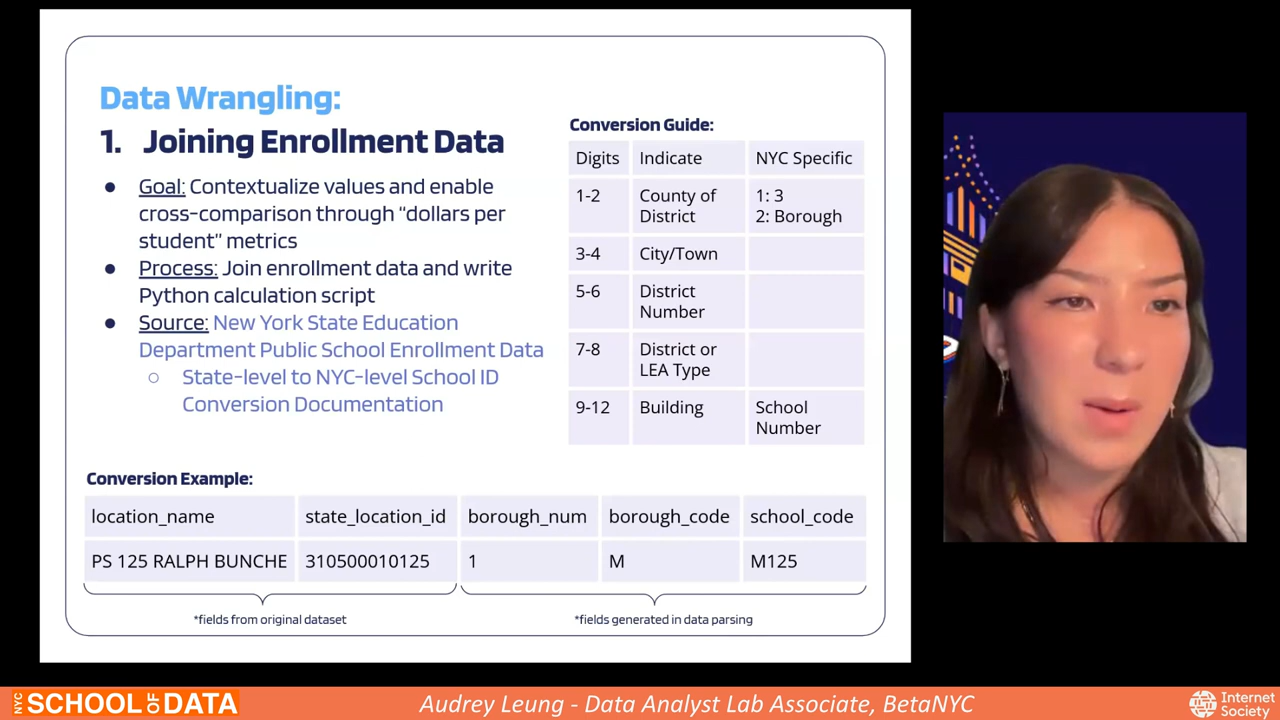 Data Wrangling:
1. Joining Enrollment Data
● Goal: Contextualize values and enable
cross-comparison through “dollars per
student” metrics
● Process: Join enrollment data and write
Python calculation script
● Source: New York State Education
Department Public School Enrollment Data
○ State-level to NYC-level School ID
Conversion Documentation
Conversion Guide:
Digits Indicate NYC Specific
1-2 County of District 1: 3 2: Borough
3-4 City/Town
5-6 District Number
7-8 District or LEA Type
9-12 Building School Number
Conversion Example:
location_name state_location_id borough_num borough_code school_code
PS 125 RALPH BUNCHE 310500010125 1 M M125
*fields from original dataset *fields generated in data parsing
NYC SCHOOL OF DATA
Audrey Leung - Data Analyst Lab Associate, BetaNYC
Internet
Society